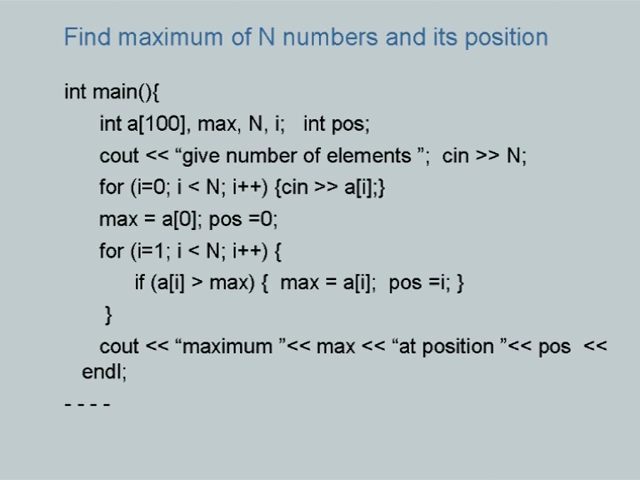 Find maximum of N numbers and its position
int main(){
int a[100], max, N, i;   int pos;
cout << “give number of elements ”;  cin >> N;
for (i=0; i < N; i++) {cin >> a[i];}
max = a[0]; pos =0;
for (i=1; i < N; i++) {
if (a[i] > max) {  max = a[i];  pos =i; }
}
cout << “maximum ”<< max << “at position ”<< pos  <<
endl;
- - - -